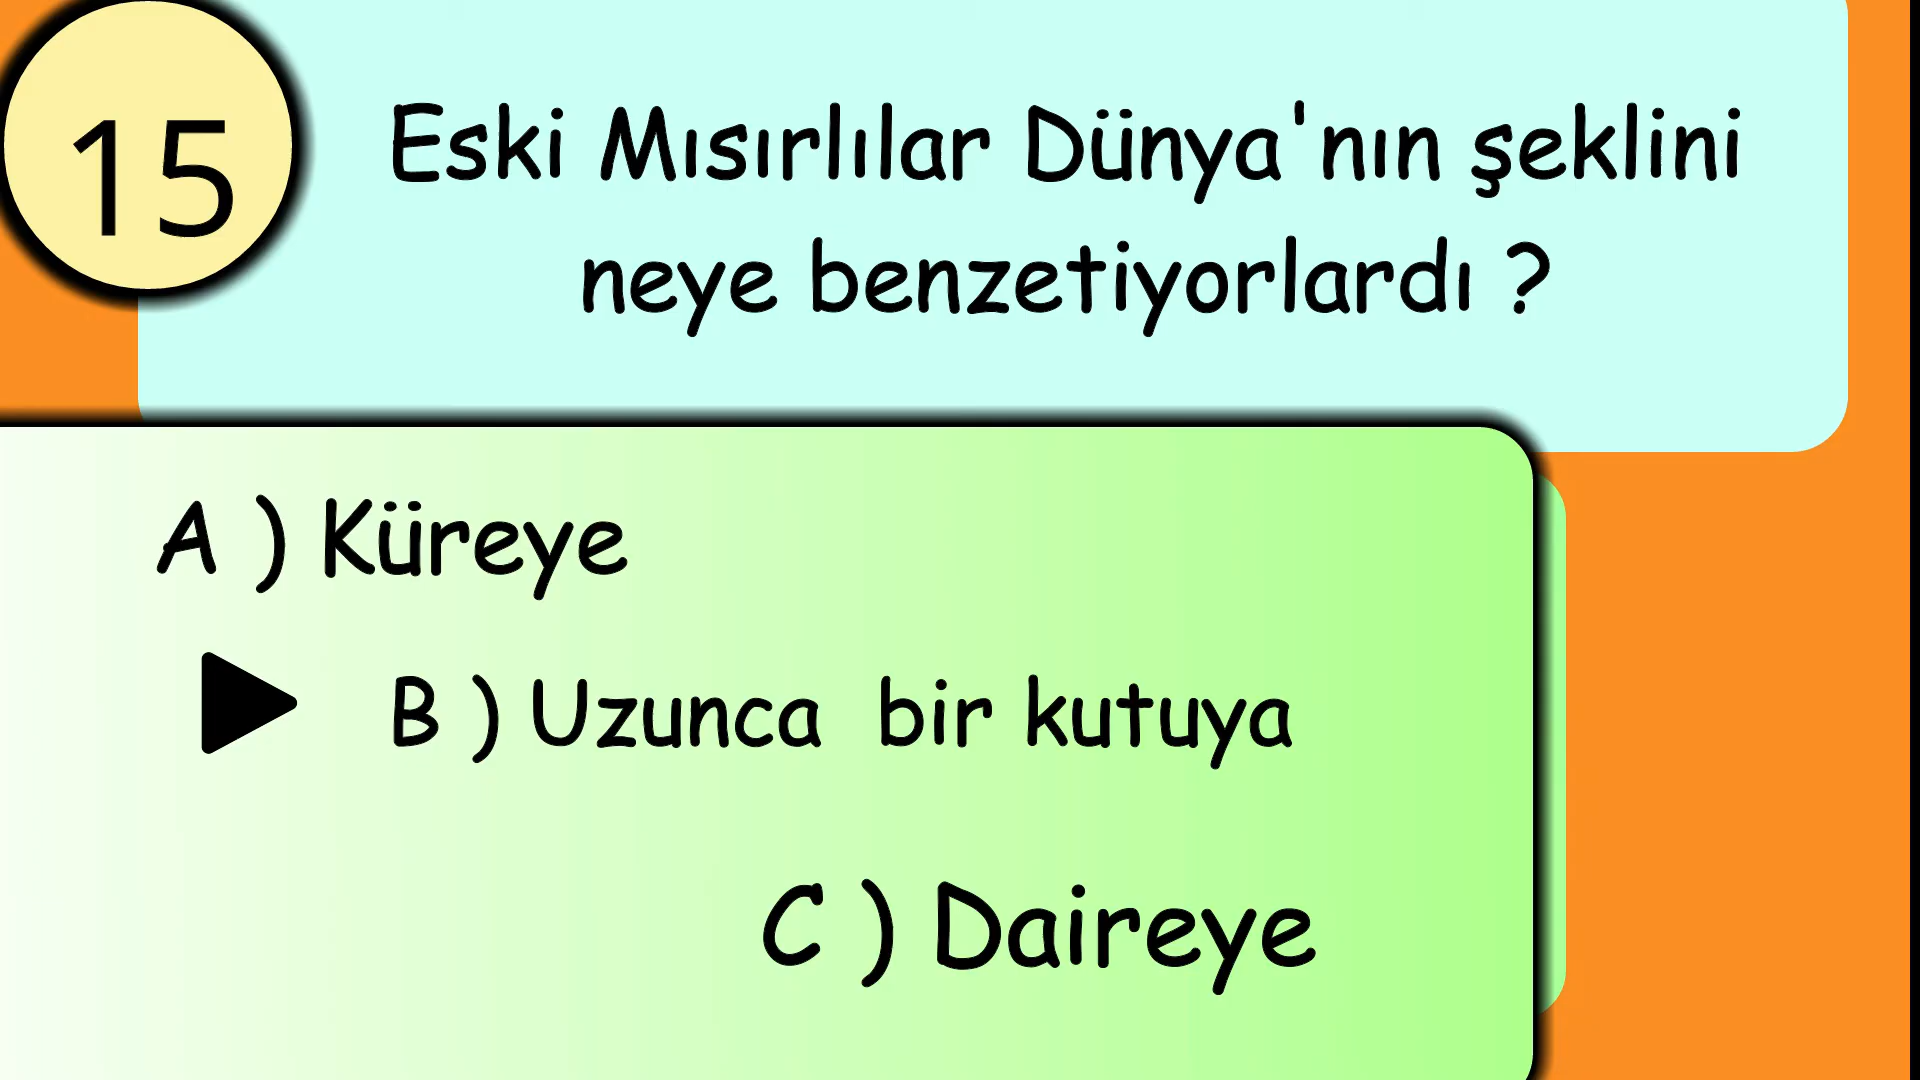 15
Eski Mısırlılar Dünya'nın şeklini
neye benzetiyorlardı ?
A ) Küreye
B ) Uzunca bir kutuya
C ) Daireye